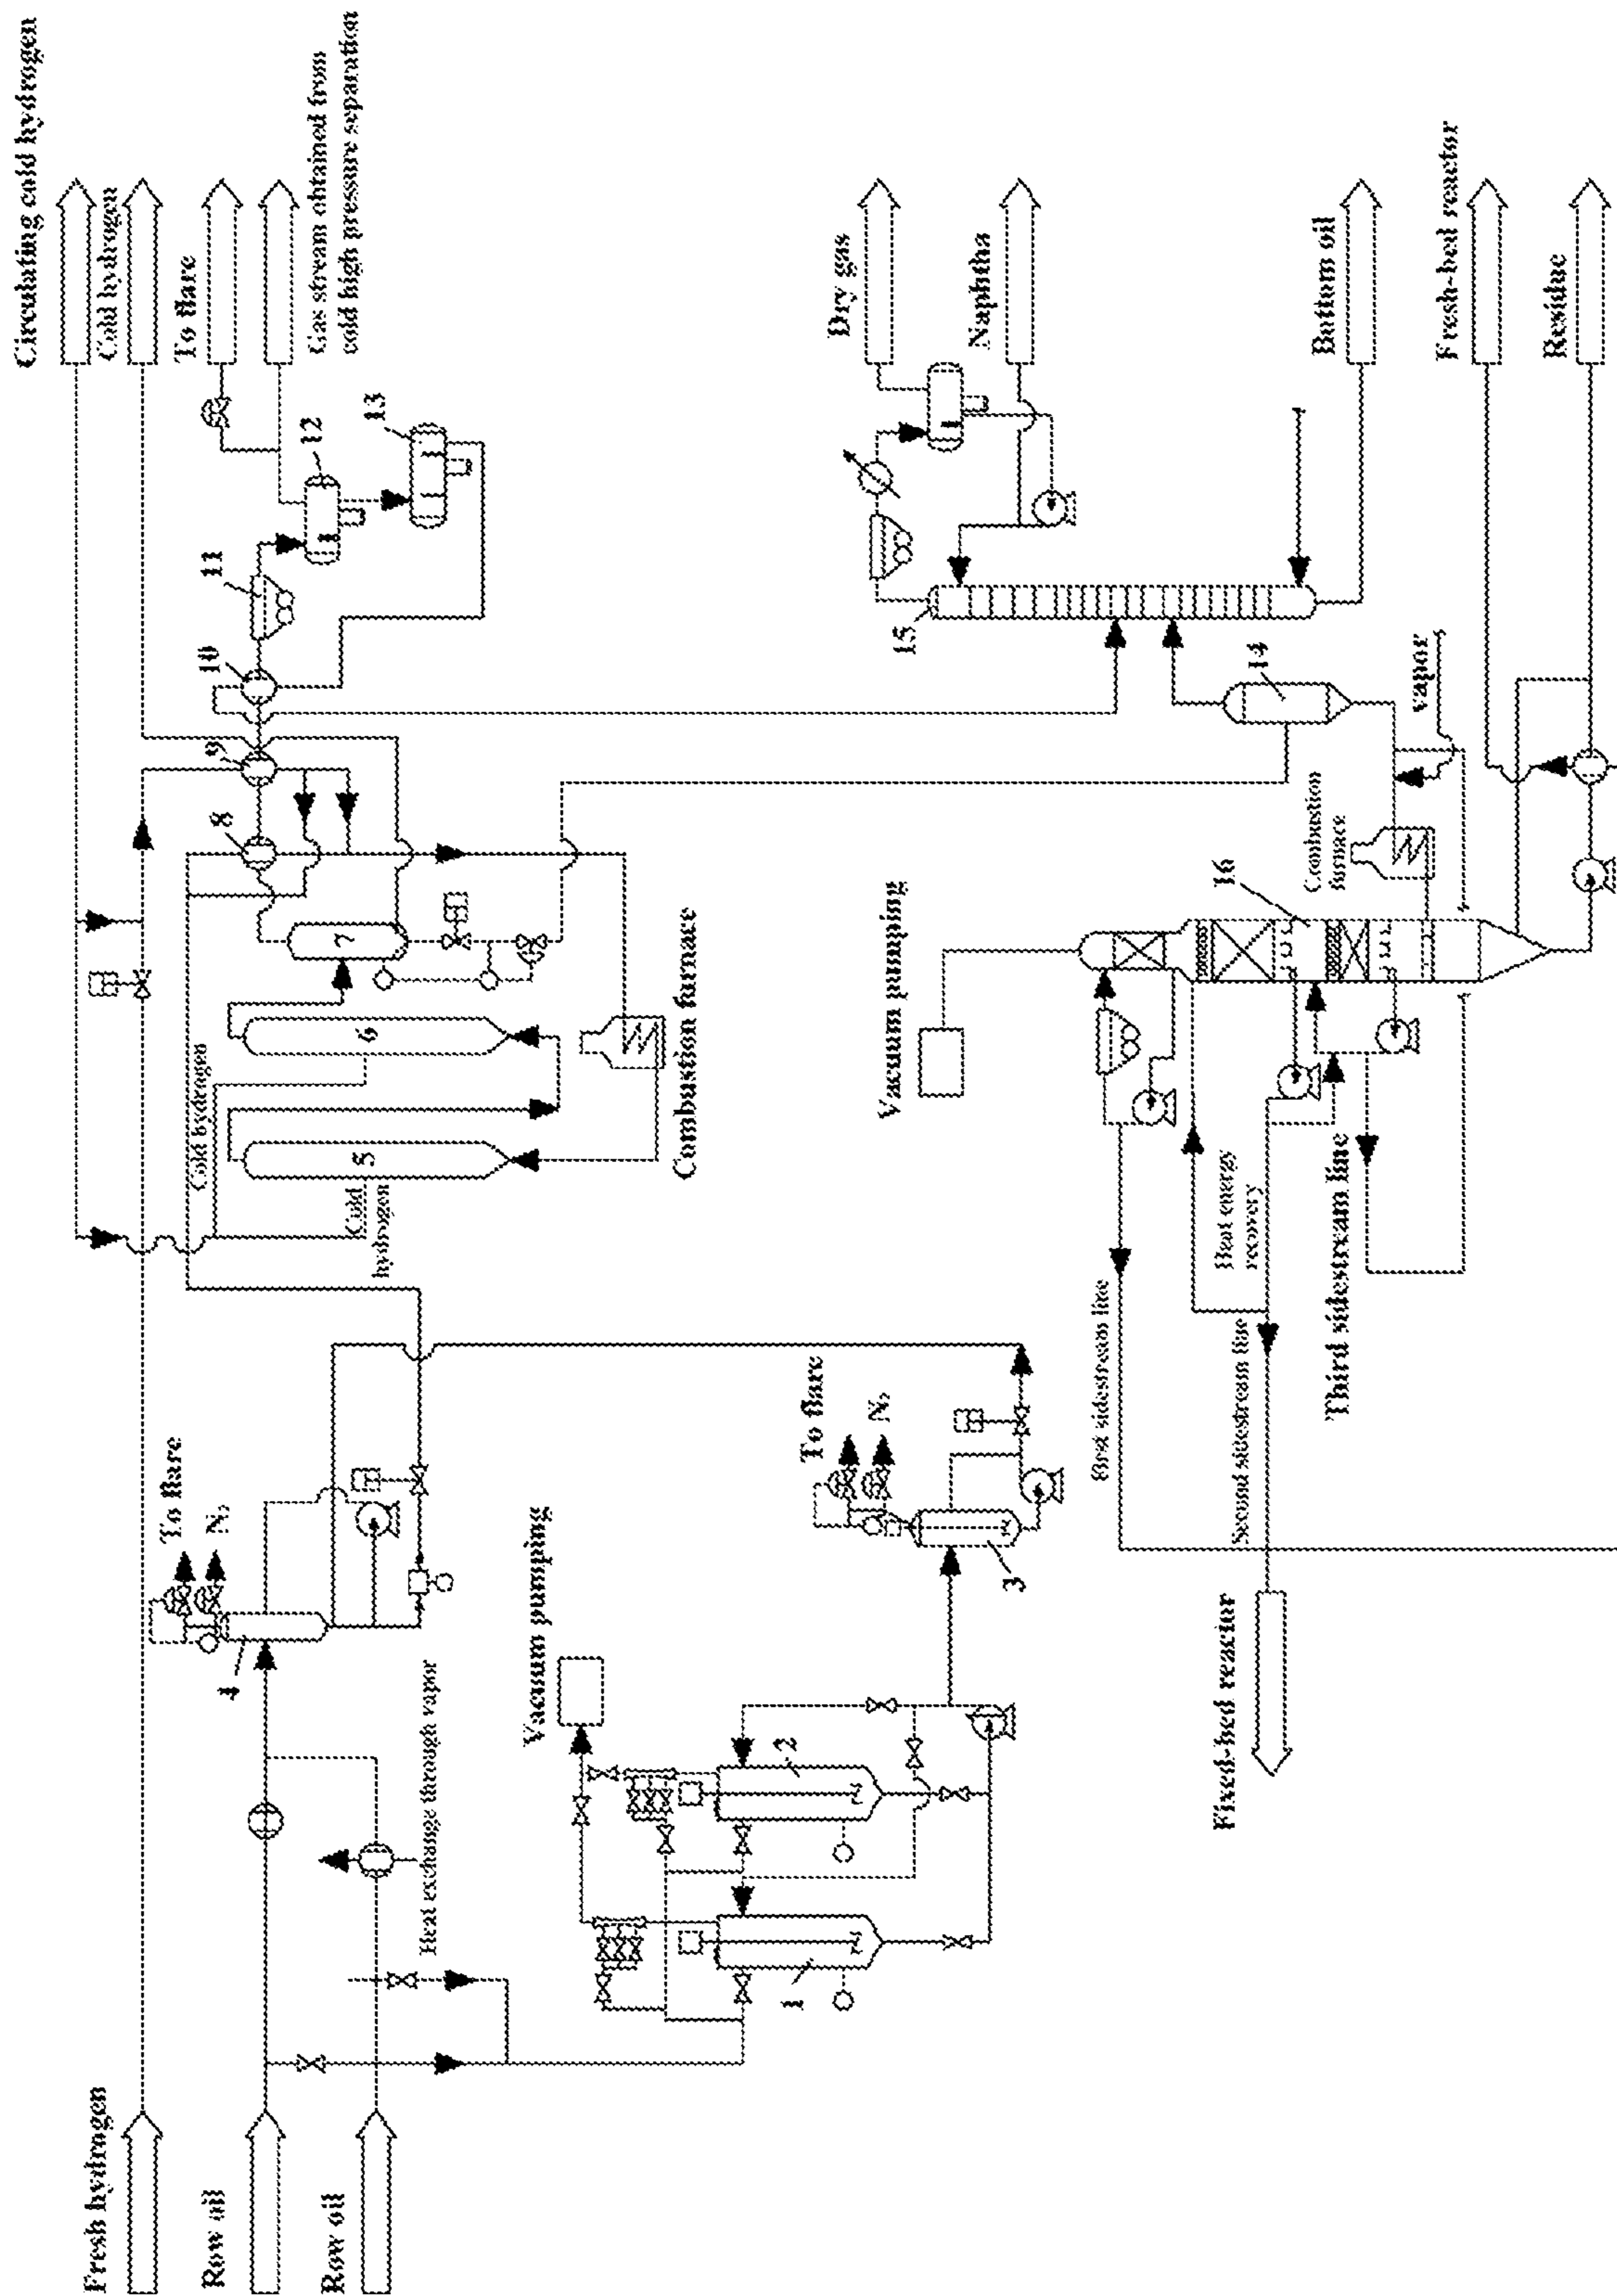 Fresh hydrogen
Row oil
Row oil
Heat exchange through vapor
4
To flare
N₂
Cold hydrogen
Cold
hydrogen
5
6
7
8
9
10
11
12
13
Circulating cold hydrogen
Cold hydrogen
To flare
Gas stream obtained from
cold high pressure separation
Combustion furnace
Vacuum pumping
1
2
3
To flare
N₂
Dry gas
Naphtha
15
Bottom oil
14
vapor
Fresh-bed reactor
Residue
Combustion
furnace
16
Vacuum pumping
First sidestream line
Heat energy
recovery
Second sidestream line
Third sidestream line
Fixed-bed reactor